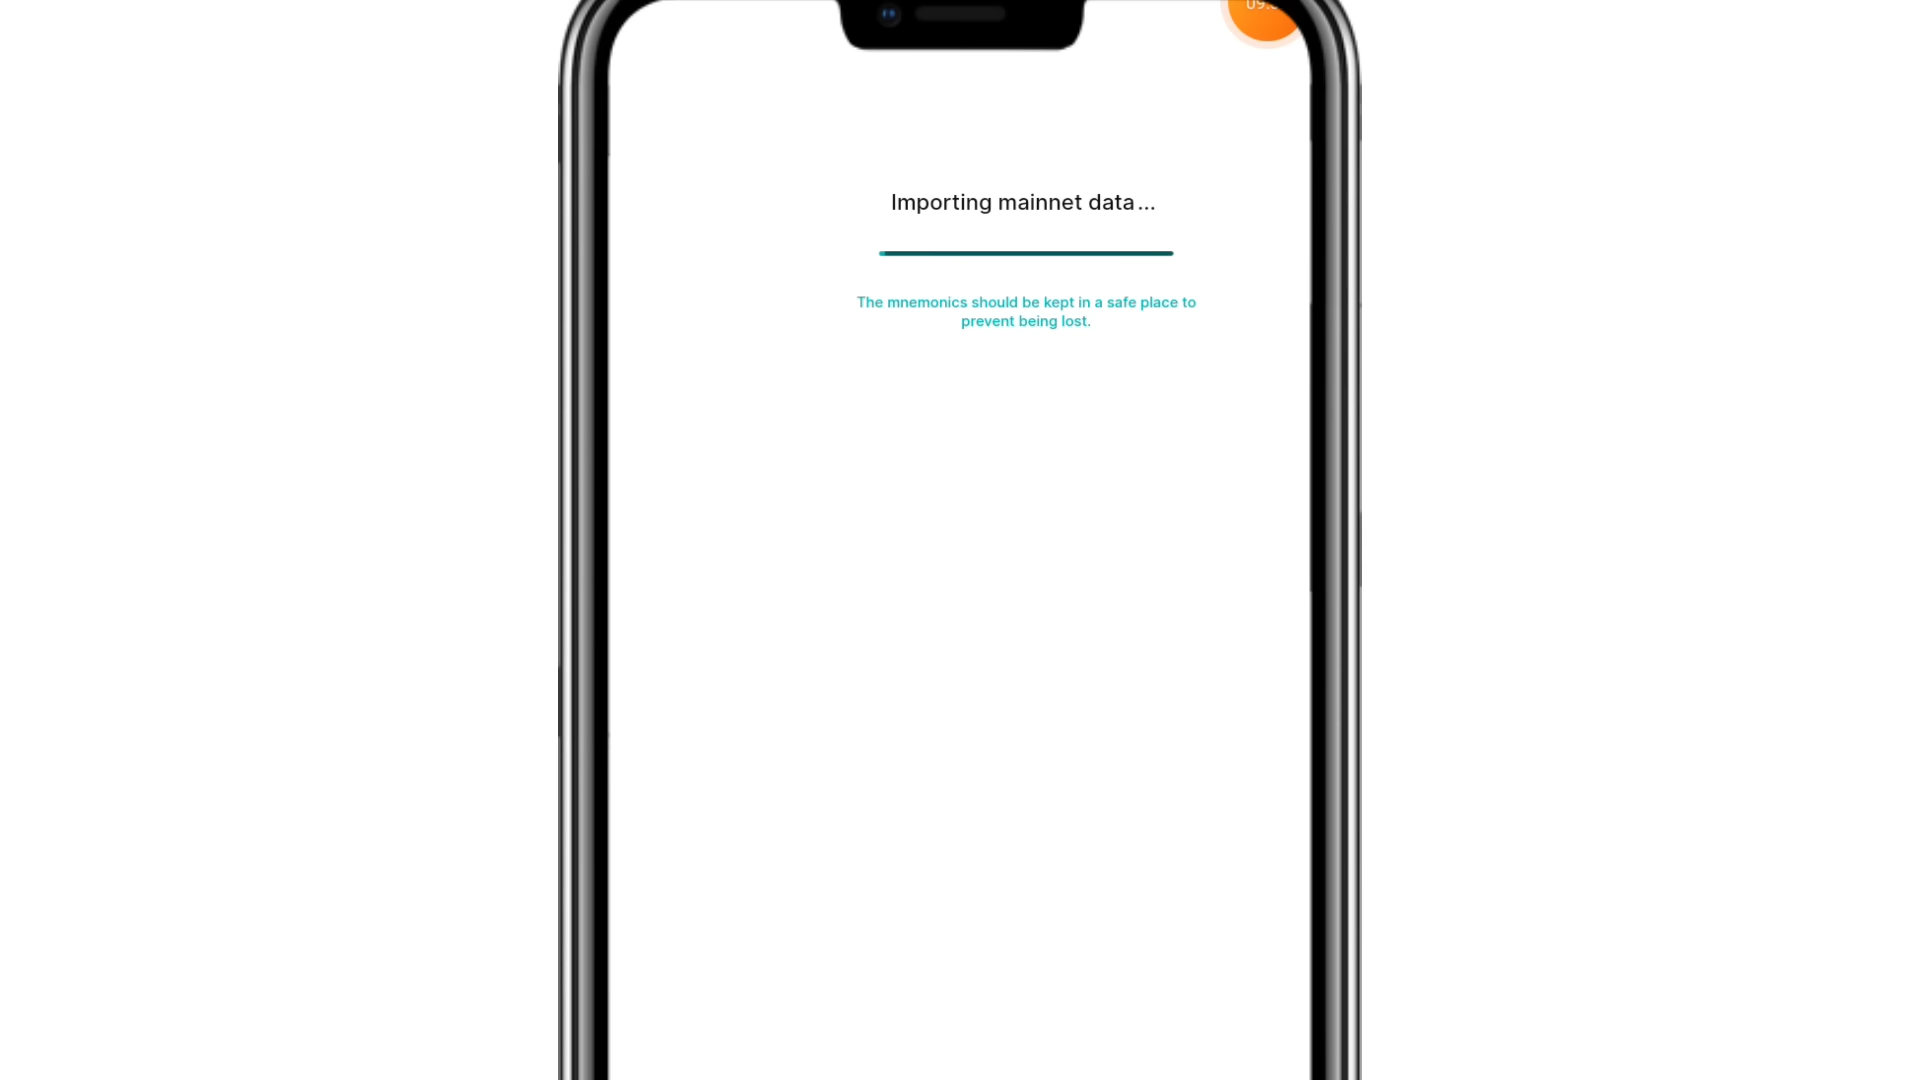 Importing mainnet data...
The mnemonics should be kept in a safe place to
prevent being lost.